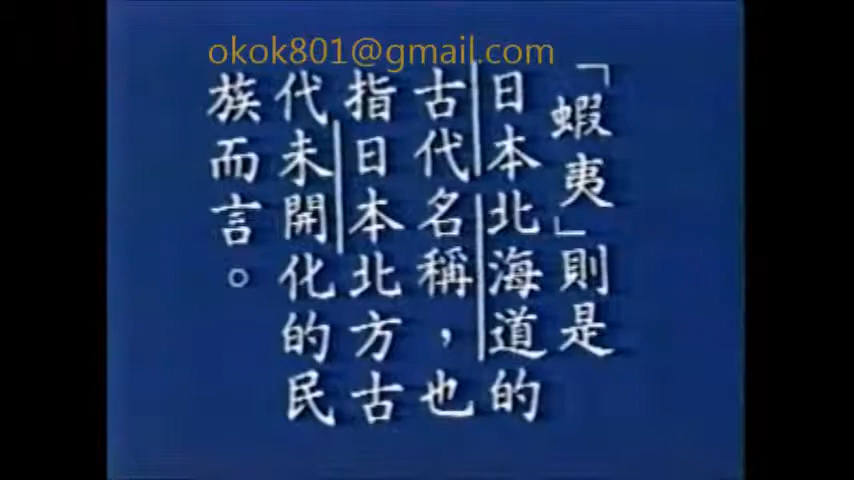 okok801@gmail.com
「蝦夷」則是
日本北海道的
古代名稱，也
指日本北方古
代未開化的民
族而言。